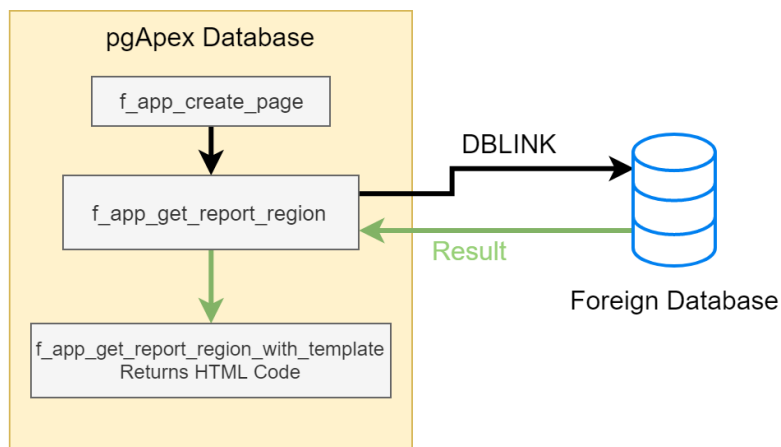 pgApex Database
f_app_create_page
DBLINK
f_app_get_report_region
Result
Foreign Database
f_app_get_report_region_with_template
Returns HTML Code